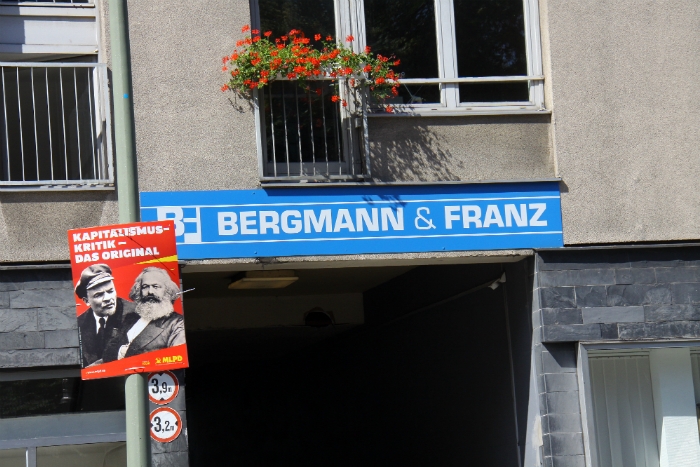 BERGMANN & FRANZ
KAPITALISMUS-
KRITIK –
DAS ORIGINAL
MLPD
3,9m
3,2m